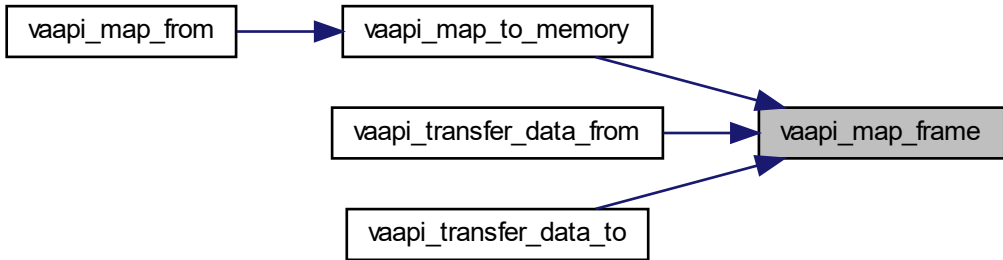 vaapi_map_from
vaapi_map_to_memory
vaapi_transfer_data_from
vaapi_map_frame
vaapi_transfer_data_to